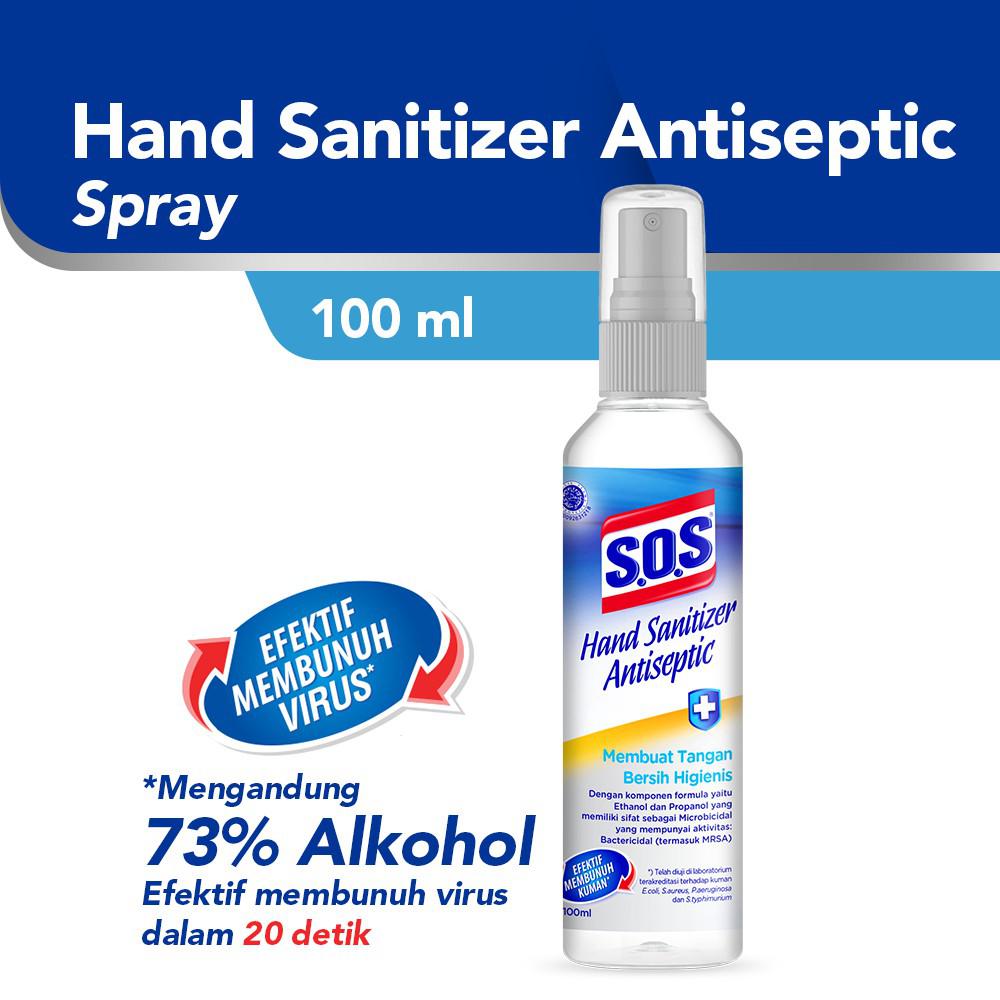 Hand Sanitizer Antiseptic
Spray
100 ml
S.O.S
Hand Sanitizer
Antiseptic
Membuat Tangan
Bersih Higienis
Dengan komponen formula yaitu
Ethanol dan Propanol yang
memiliki sifat sebagai Microbicidal
yang mempunyai aktivitas:
Bactericidal (termasuk MRSA)
EFEKTIF
MEMBUNUH
KUMAN*
*) Telah diuji di laboratorium
terakreditasi terhadap kuman
E.coli, S.aureus, P.aeruginosa
dan S.typhimurium
100ml
EFEKTIF
MEMBUNUH
VIRUS*
*Mengandung
73% Alkohol
Efektif membunuh virus
dalam 20 detik